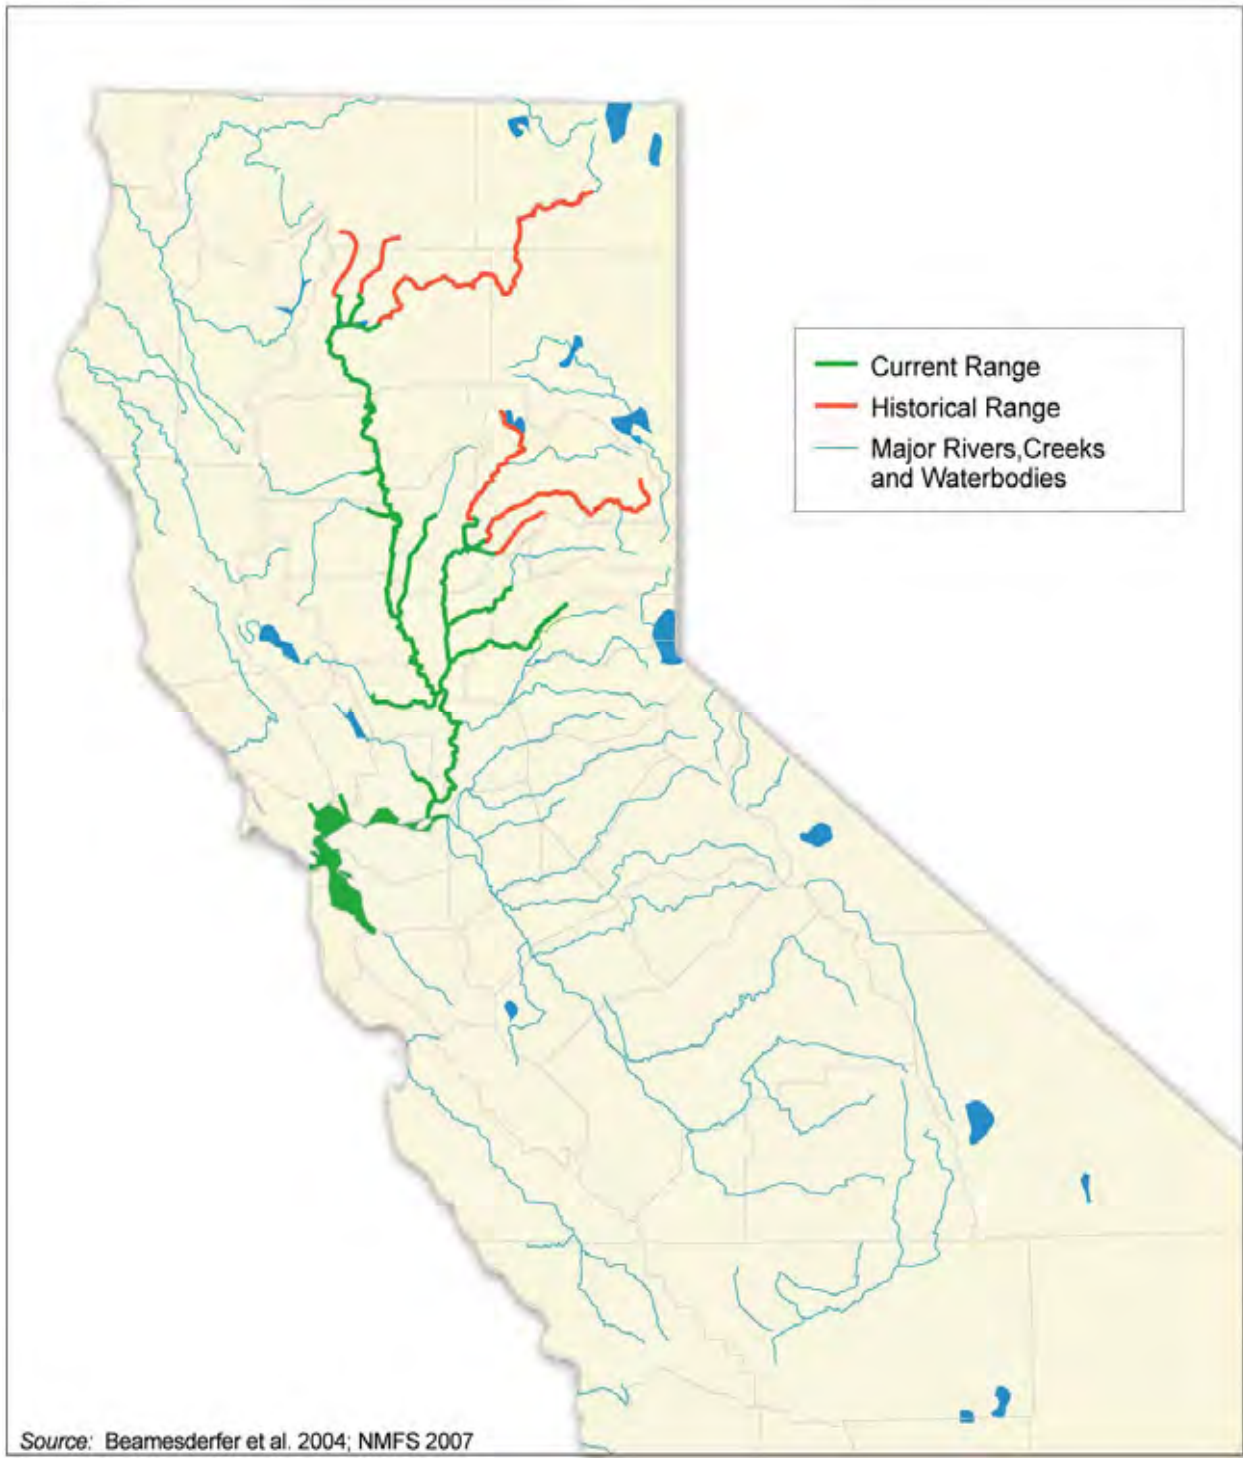 Current Range
Historical Range
Major Rivers,Creeks
and Waterbodies
Source: Beamesderfer et al. 2004; NMFS 2007